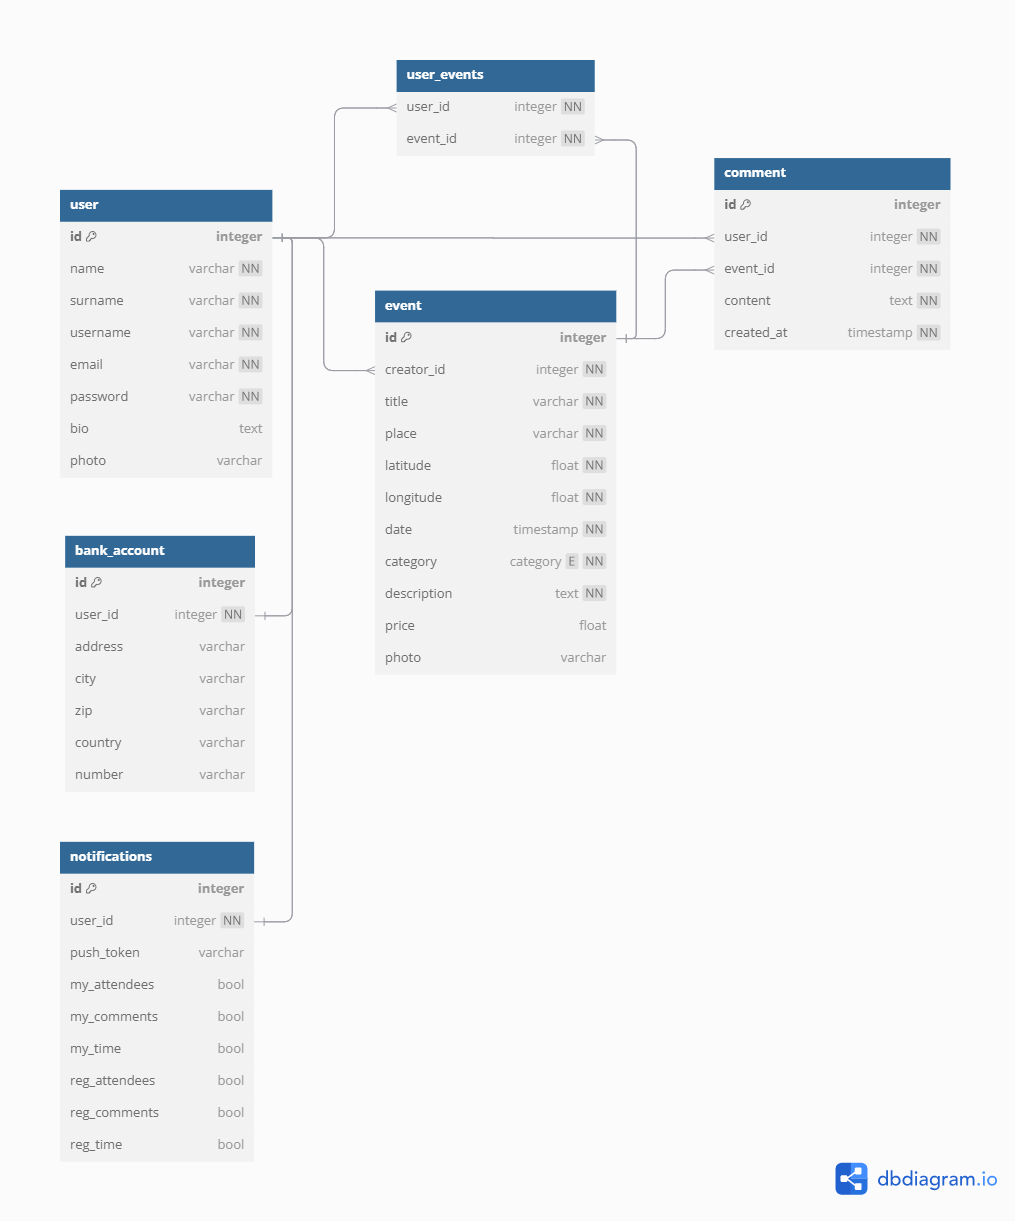 user_events
user_id integer NN
event_id integer NN
comment
id integer
user_id integer NN
event_id integer NN
content text NN
created_at timestamp NN
user
id integer
name varchar NN
surname varchar NN
username varchar NN
email varchar NN
password varchar NN
bio text
photo varchar
event
id integer
creator_id integer NN
title varchar NN
place varchar NN
latitude float NN
longitude float NN
date timestamp NN
category category E NN
description text NN
price float
photo varchar
bank_account
id integer
user_id integer NN
address varchar
city varchar
zip varchar
country varchar
number varchar
notifications
id integer
user_id integer NN
push_token varchar
my_attendees bool
my_comments bool
my_time bool
reg_attendees bool
reg_comments bool
reg_time bool
dbdiagram.io